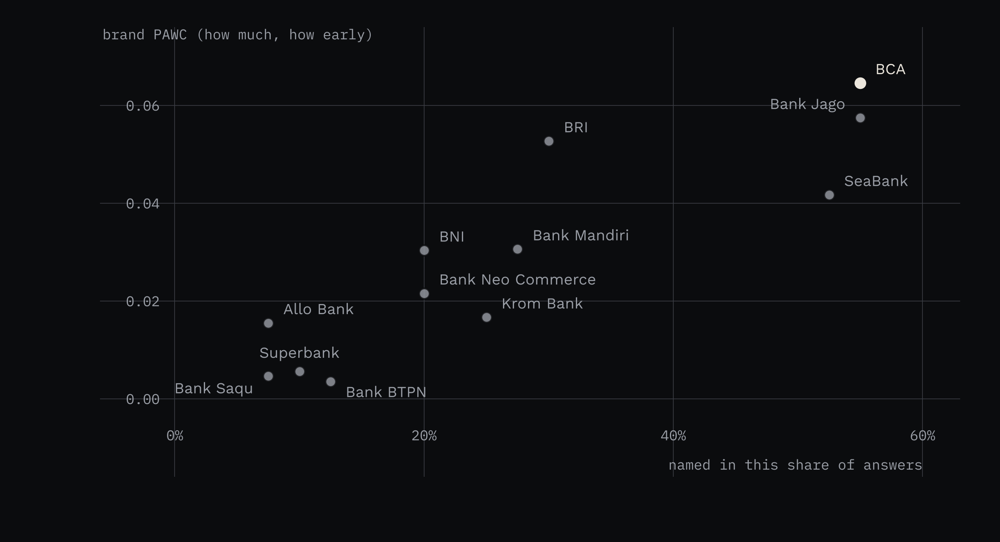 brand PAWC (how much, how early)
BCA
0.06
Bank Jago
BRI
SeaBank
0.04
BNI
Bank Mandiri
Bank Neo Commerce
0.02
Krom Bank
Allo Bank
Superbank
Bank Saqu
Bank BTPN
0.00
0%
20%
40%
60%
named in this share of answers